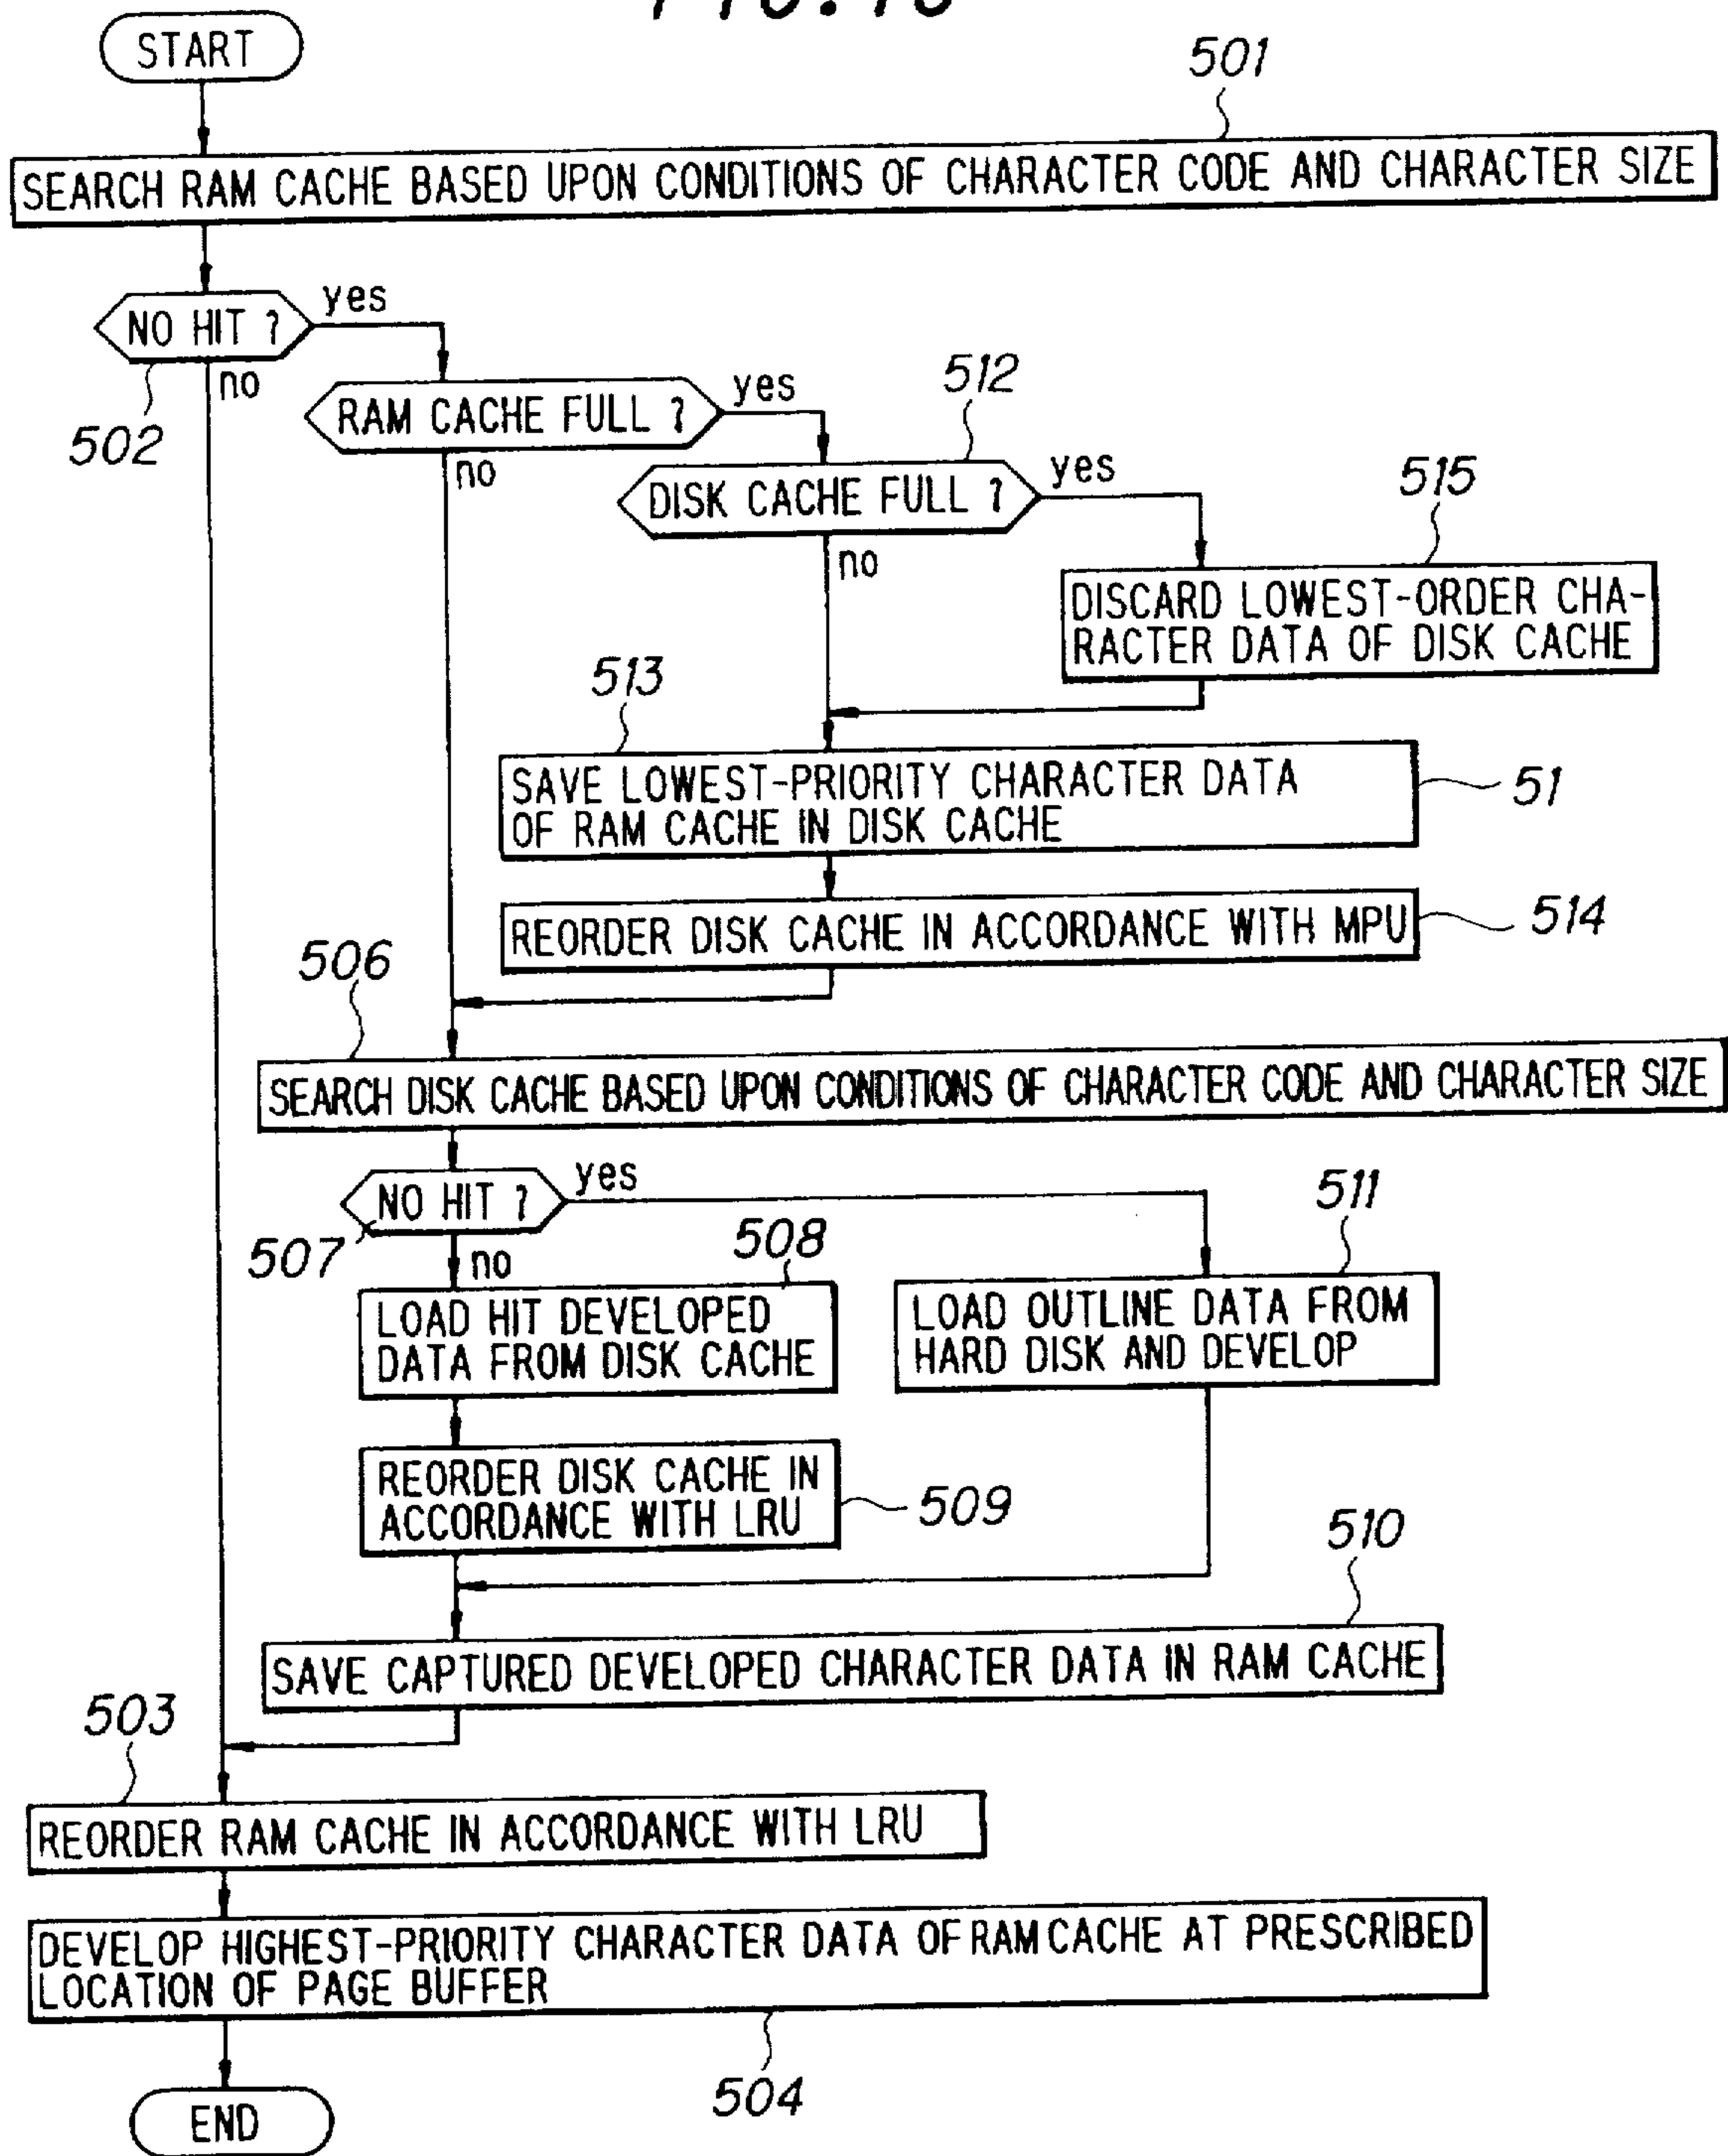 START
501
SEARCH RAM CACHE BASED UPON CONDITIONS OF CHARACTER CODE AND CHARACTER SIZE
NO HIT ?
yes
no
502
RAM CACHE FULL ?
yes
no
512
DISK CACHE FULL ?
yes
no
515
DISCARD LOWEST-ORDER CHA-
RACTER DATA OF DISK CACHE
513
SAVE LOWEST-PRIORITY CHARACTER DATA
OF RAM CACHE IN DISK CACHE
51
REORDER DISK CACHE IN ACCORDANCE WITH MPU
514
506
SEARCH DISK CACHE BASED UPON CONDITIONS OF CHARACTER CODE AND CHARACTER SIZE
NO HIT ?
yes
507
no
508
511
LOAD HIT DEVELOPED
DATA FROM DISK CACHE
LOAD OUTLINE DATA FROM
HARD DISK AND DEVELOP
REORDER DISK CACHE IN
ACCORDANCE WITH LRU
509
510
SAVE CAPTURED DEVELOPED CHARACTER DATA IN RAM CACHE
503
REORDER RAM CACHE IN ACCORDANCE WITH LRU
DEVELOP HIGHEST-PRIORITY CHARACTER DATA OF RAM CACHE AT PRESCRIBED
LOCATION OF PAGE BUFFER
504
END